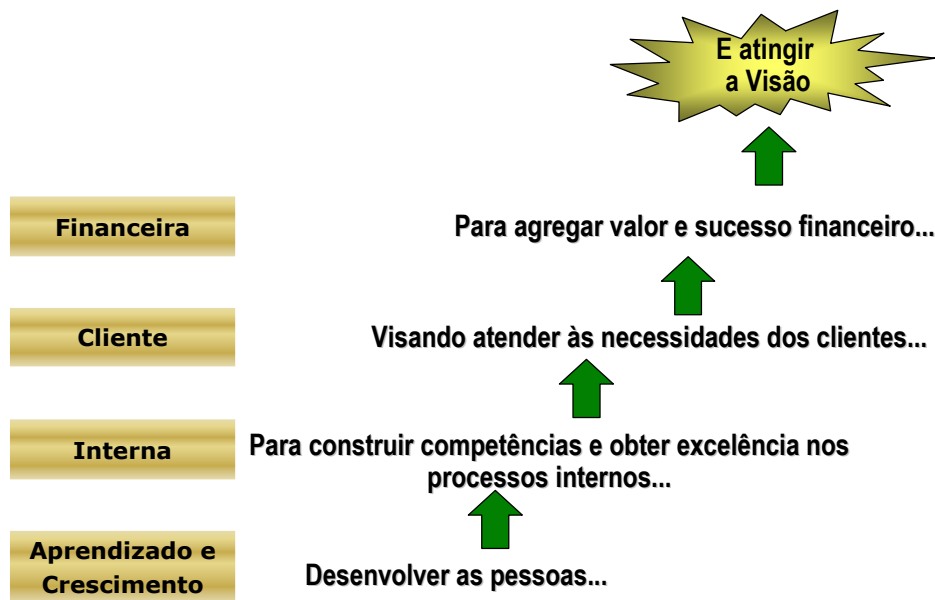 E atingir
a Visão
Financeira
Para agregar valor e sucesso financeiro...
Cliente
Visando atender às necessidades dos clientes...
Interna
Para construir competências e obter excelência nos
processos internos...
Aprendizado e
Crescimento
Desenvolver as pessoas...